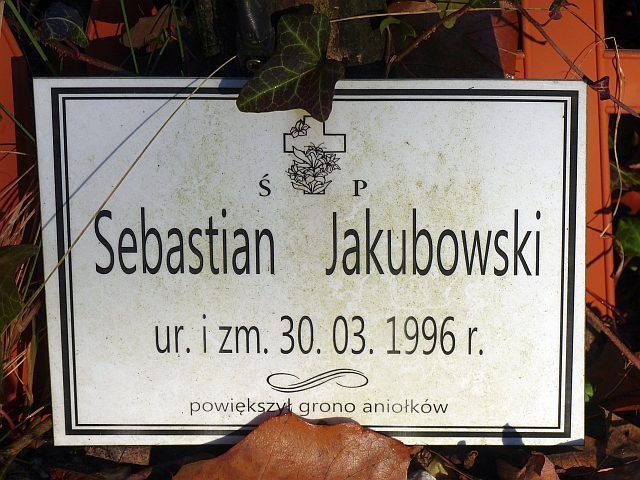 Ś P
Sebastian Jakubowski
ur. i zm. 30. 03. 1996 r.
powiększył grono aniołków